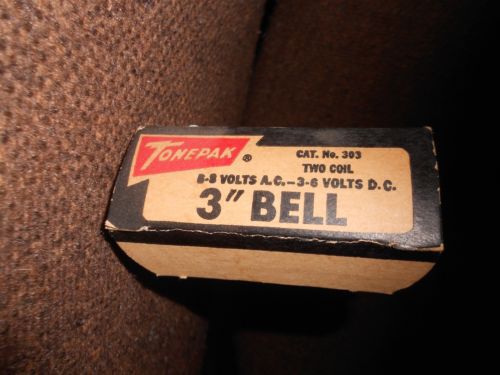 TONEPAK ®
CAT. No. 303
TWO COIL
6-8 VOLTS A.C.-3-6 VOLTS D.C.
3" BELL